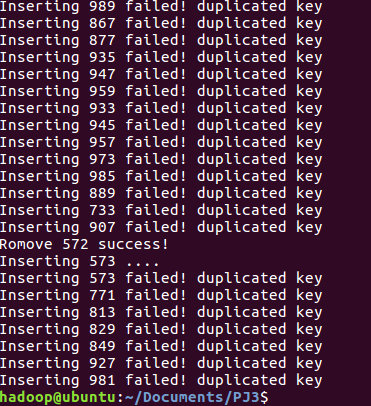 Inserting 989 failed! duplicated key
Inserting 867 failed! duplicated key
Inserting 877 failed! duplicated key
Inserting 935 failed! duplicated key
Inserting 947 failed! duplicated key
Inserting 959 failed! duplicated key
Inserting 933 failed! duplicated key
Inserting 945 failed! duplicated key
Inserting 957 failed! duplicated key
Inserting 973 failed! duplicated key
Inserting 985 failed! duplicated key
Inserting 889 failed! duplicated key
Inserting 733 failed! duplicated key
Inserting 907 failed! duplicated key
Romove 572 success!
Inserting 573 ....
Inserting 573 failed! duplicated key
Inserting 771 failed! duplicated key
Inserting 813 failed! duplicated key
Inserting 829 failed! duplicated key
Inserting 849 failed! duplicated key
Inserting 927 failed! duplicated key
Inserting 981 failed! duplicated key
hadoop@ubuntu:~/Documents/PJ3$